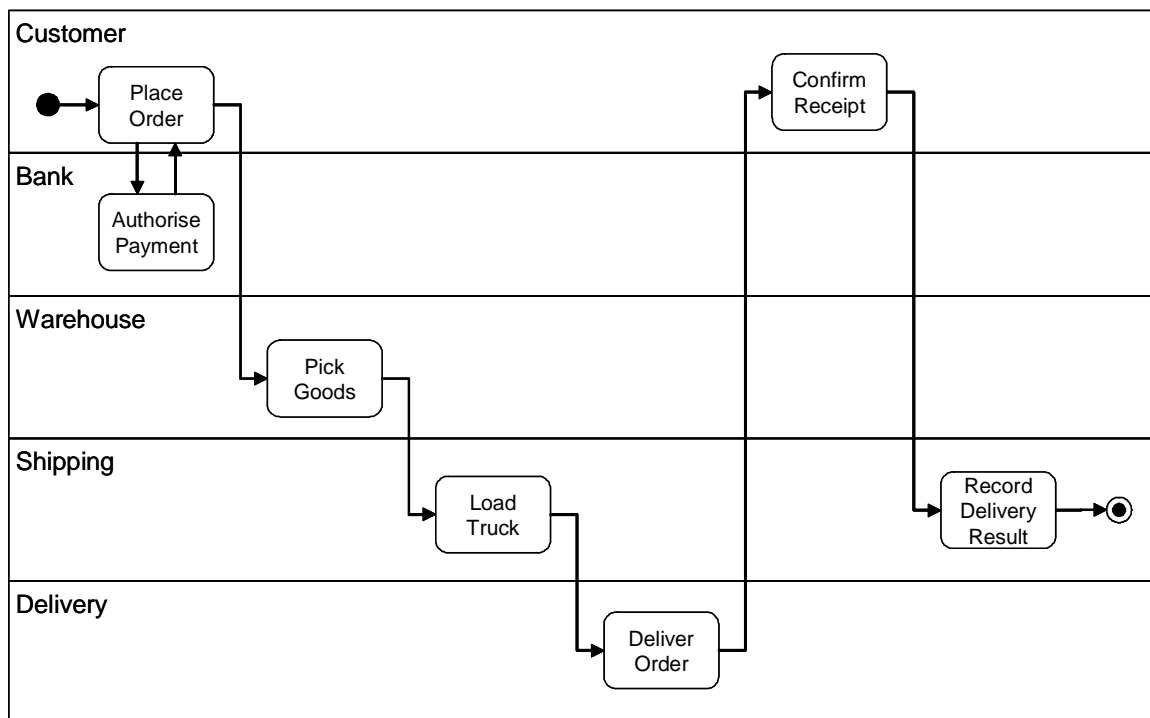 Customer
Place
Order
Confirm
Receipt
Bank
Authorise
Payment
Warehouse
Pick
Goods
Shipping
Load
Truck
Record
Delivery
Result
Delivery
Deliver
Order